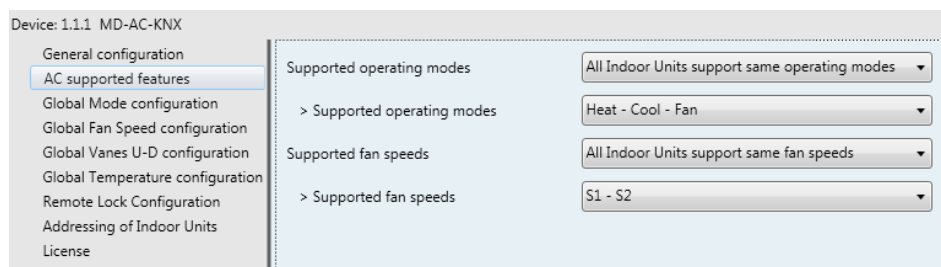 Device: 1.1.1 MD-AC-KNX
General configuration
AC supported features
Global Mode configuration
Global Fan Speed configuration
Global Vanes U-D configuration
Global Temperature configuration
Remote Lock Configuration
Addressing of Indoor Units
License
Supported operating modes
All Indoor Units support same operating modes
> Supported operating modes
Heat - Cool - Fan
Supported fan speeds
All Indoor Units support same fan speeds
> Supported fan speeds
S1 - S2